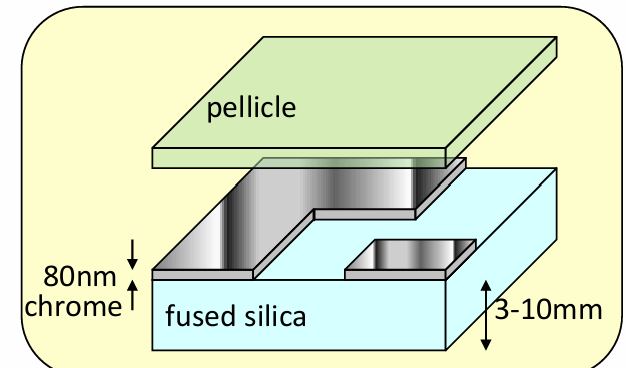 pellicle
80nm
chrome
fused silica
3-10mm